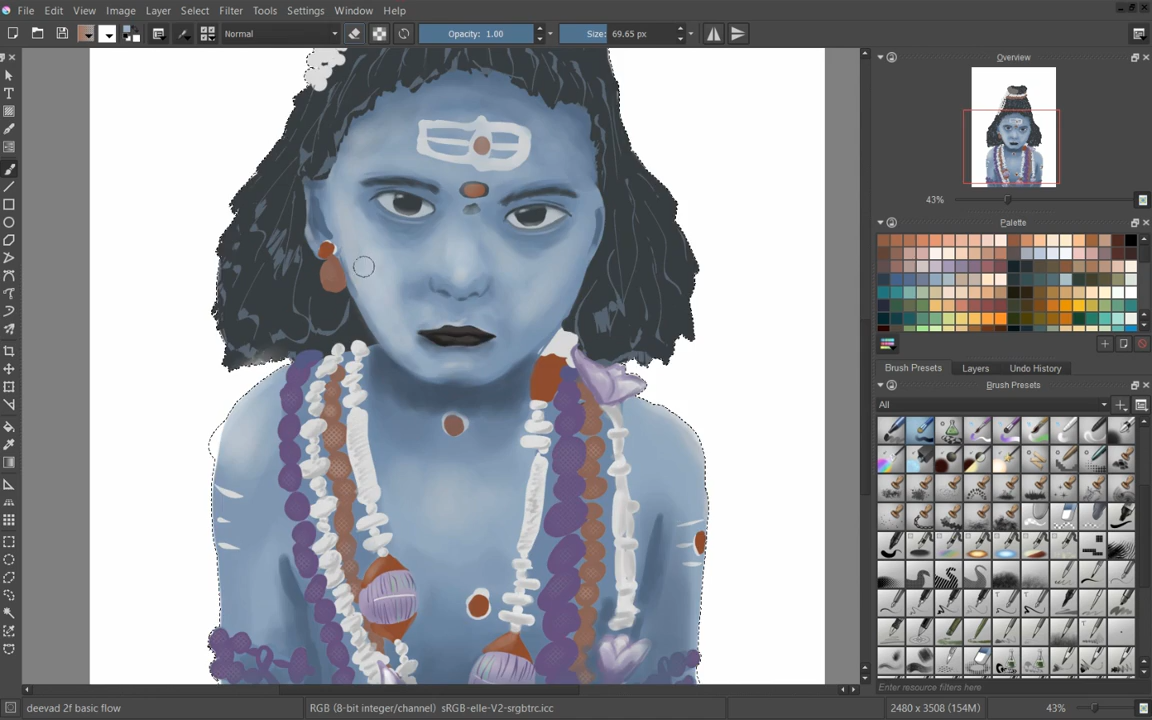 File Edit View Image Layer Select Filter Tools Settings Window Help
Normal Opacity: 1.00 Size: 69.65 px
Overview
43%
Palette
Brush Presets Layers Undo History
Brush Presets
All
Enter resource filters here
deevad 2f basic flow RGB (8-bit integer/channel) sRGB-elle-V2-srgbtrc.icc 2480 x 3508 (154M) 43%